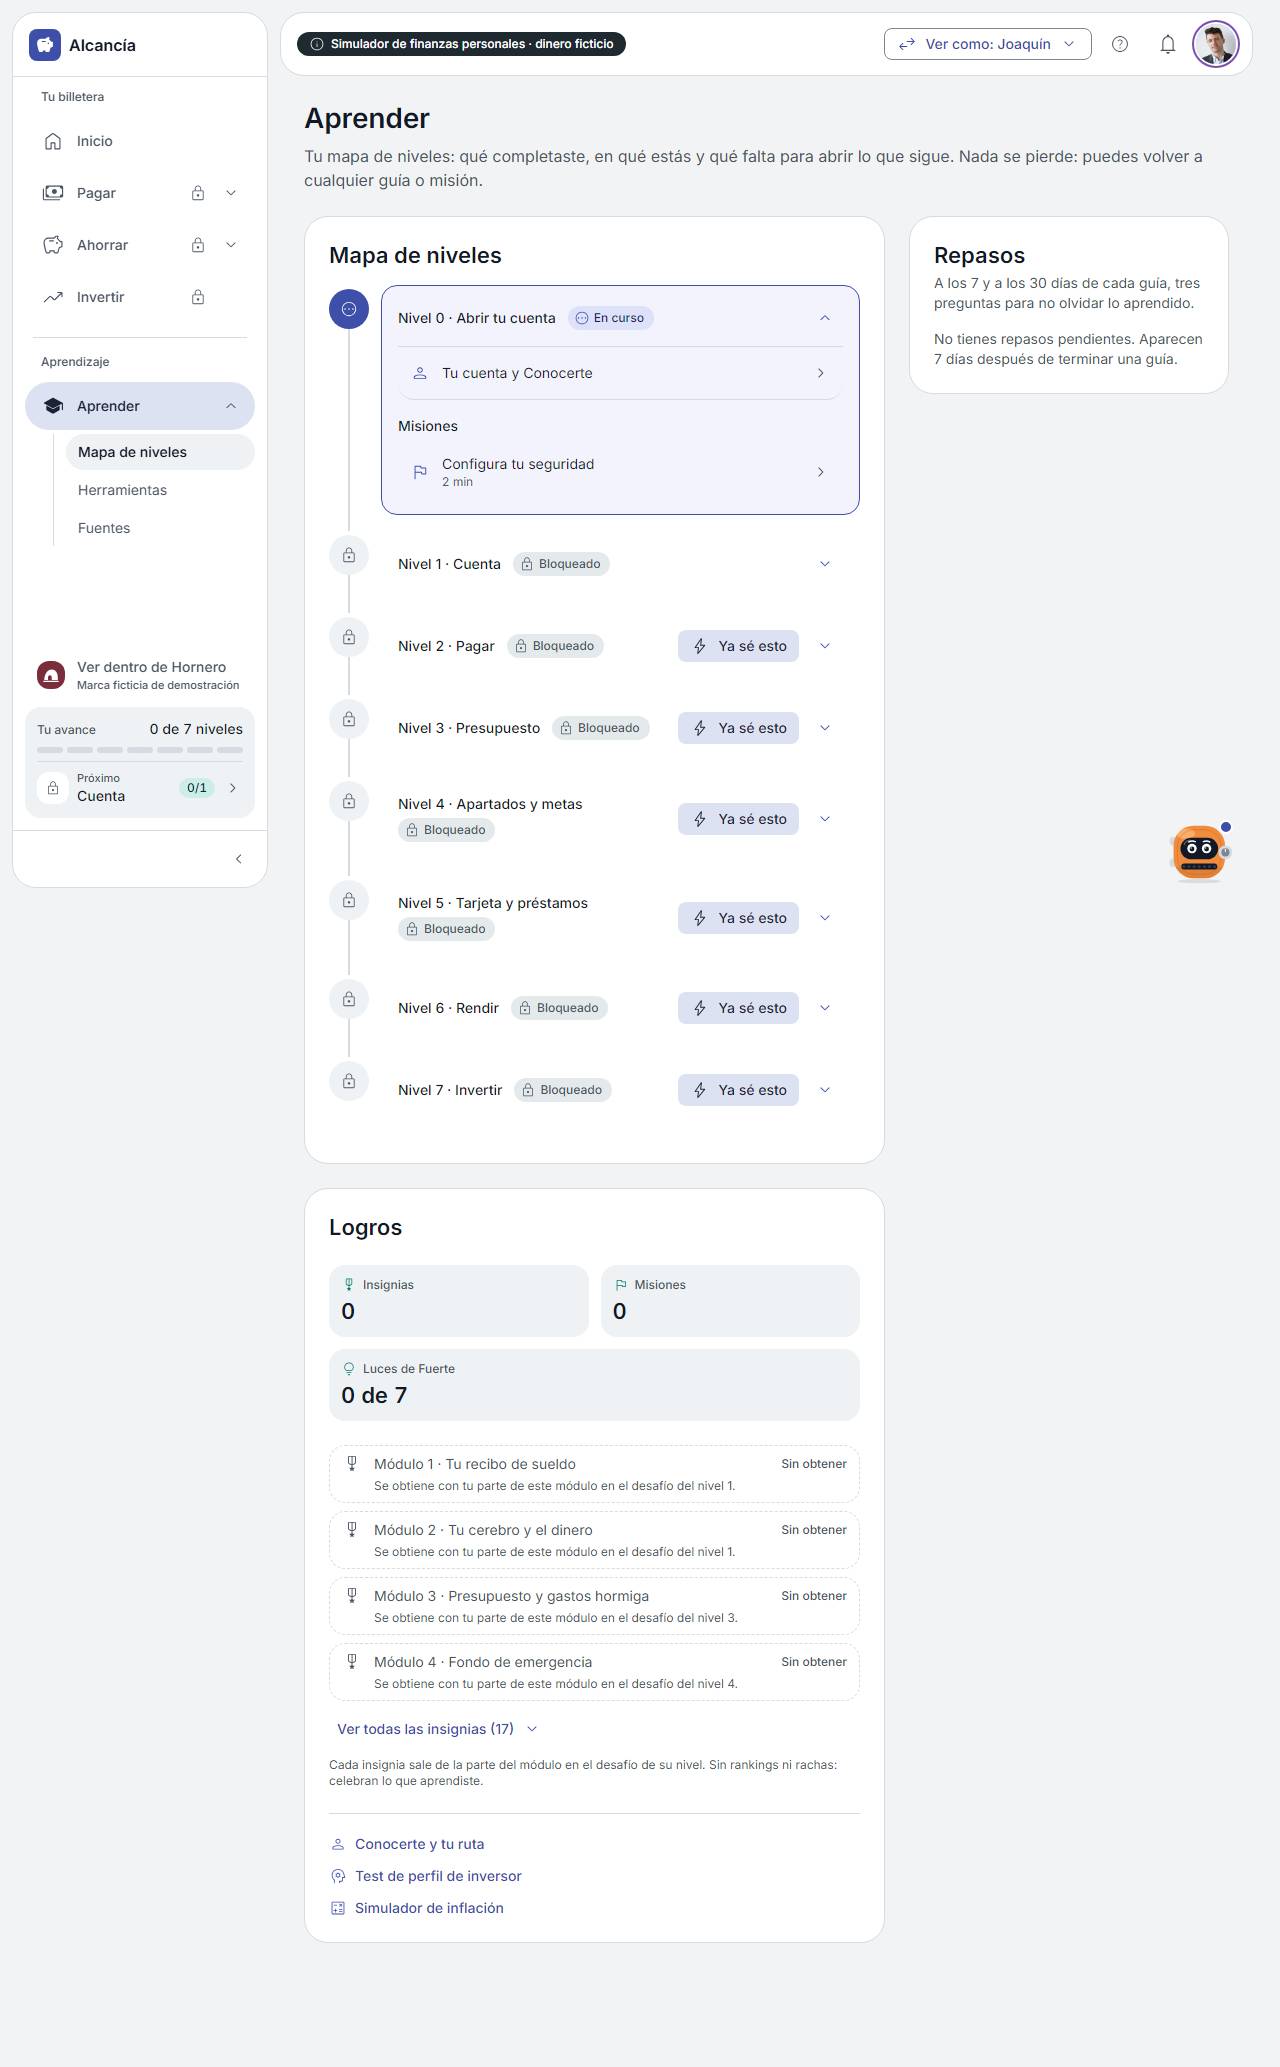 Alcancía
Simulador de finanzas personales · dinero ficticio
Ver como: Joaquín
Tu billetera
Inicio
Pagar
Ahorrar
Invertir
Aprendizaje
Aprender
Mapa de niveles
Herramientas
Fuentes
Ver dentro de Hornero
Marca ficticia de demostración
Tu avance
0 de 7 niveles
Próximo
Cuenta
0/1
Aprender
Tu mapa de niveles: qué completaste, en qué estás y qué falta para abrir lo que sigue. Nada se pierde: puedes volver a
cualquier guía o misión.
Mapa de niveles
Nivel 0 · Abrir tu cuenta
En curso
Tu cuenta y Conocerte
Misiones
Configura tu seguridad
2 min
Nivel 1 · Cuenta
Bloqueado
Nivel 2 · Pagar
Bloqueado
Ya sé esto
Nivel 3 · Presupuesto
Bloqueado
Ya sé esto
Nivel 4 · Apartados y metas
Bloqueado
Ya sé esto
Nivel 5 · Tarjeta y préstamos
Bloqueado
Ya sé esto
Nivel 6 · Rendir
Bloqueado
Ya sé esto
Nivel 7 · Invertir
Bloqueado
Ya sé esto
Repasos
A los 7 y a los 30 días de cada guía, tres
preguntas para no olvidar lo aprendido.
No tienes repasos pendientes. Aparecen
7 días después de terminar una guía.
Logros
Insignias
0
Misiones
0
Luces de Fuerte
0 de 7
Módulo 1 · Tu recibo de sueldo
Sin obtener
Se obtiene con tu parte de este módulo en el desafío del nivel 1.
Módulo 2 · Tu cerebro y el dinero
Sin obtener
Se obtiene con tu parte de este módulo en el desafío del nivel 1.
Módulo 3 · Presupuesto y gastos hormiga
Sin obtener
Se obtiene con tu parte de este módulo en el desafío del nivel 3.
Módulo 4 · Fondo de emergencia
Sin obtener
Se obtiene con tu parte de este módulo en el desafío del nivel 4.
Ver todas las insignias (17)
Cada insignia sale de la parte del módulo en el desafío de su nivel. Sin rankings ni rachas:
celebran lo que aprendiste.
Conocerte y tu ruta
Test de perfil de inversor
Simulador de inflación